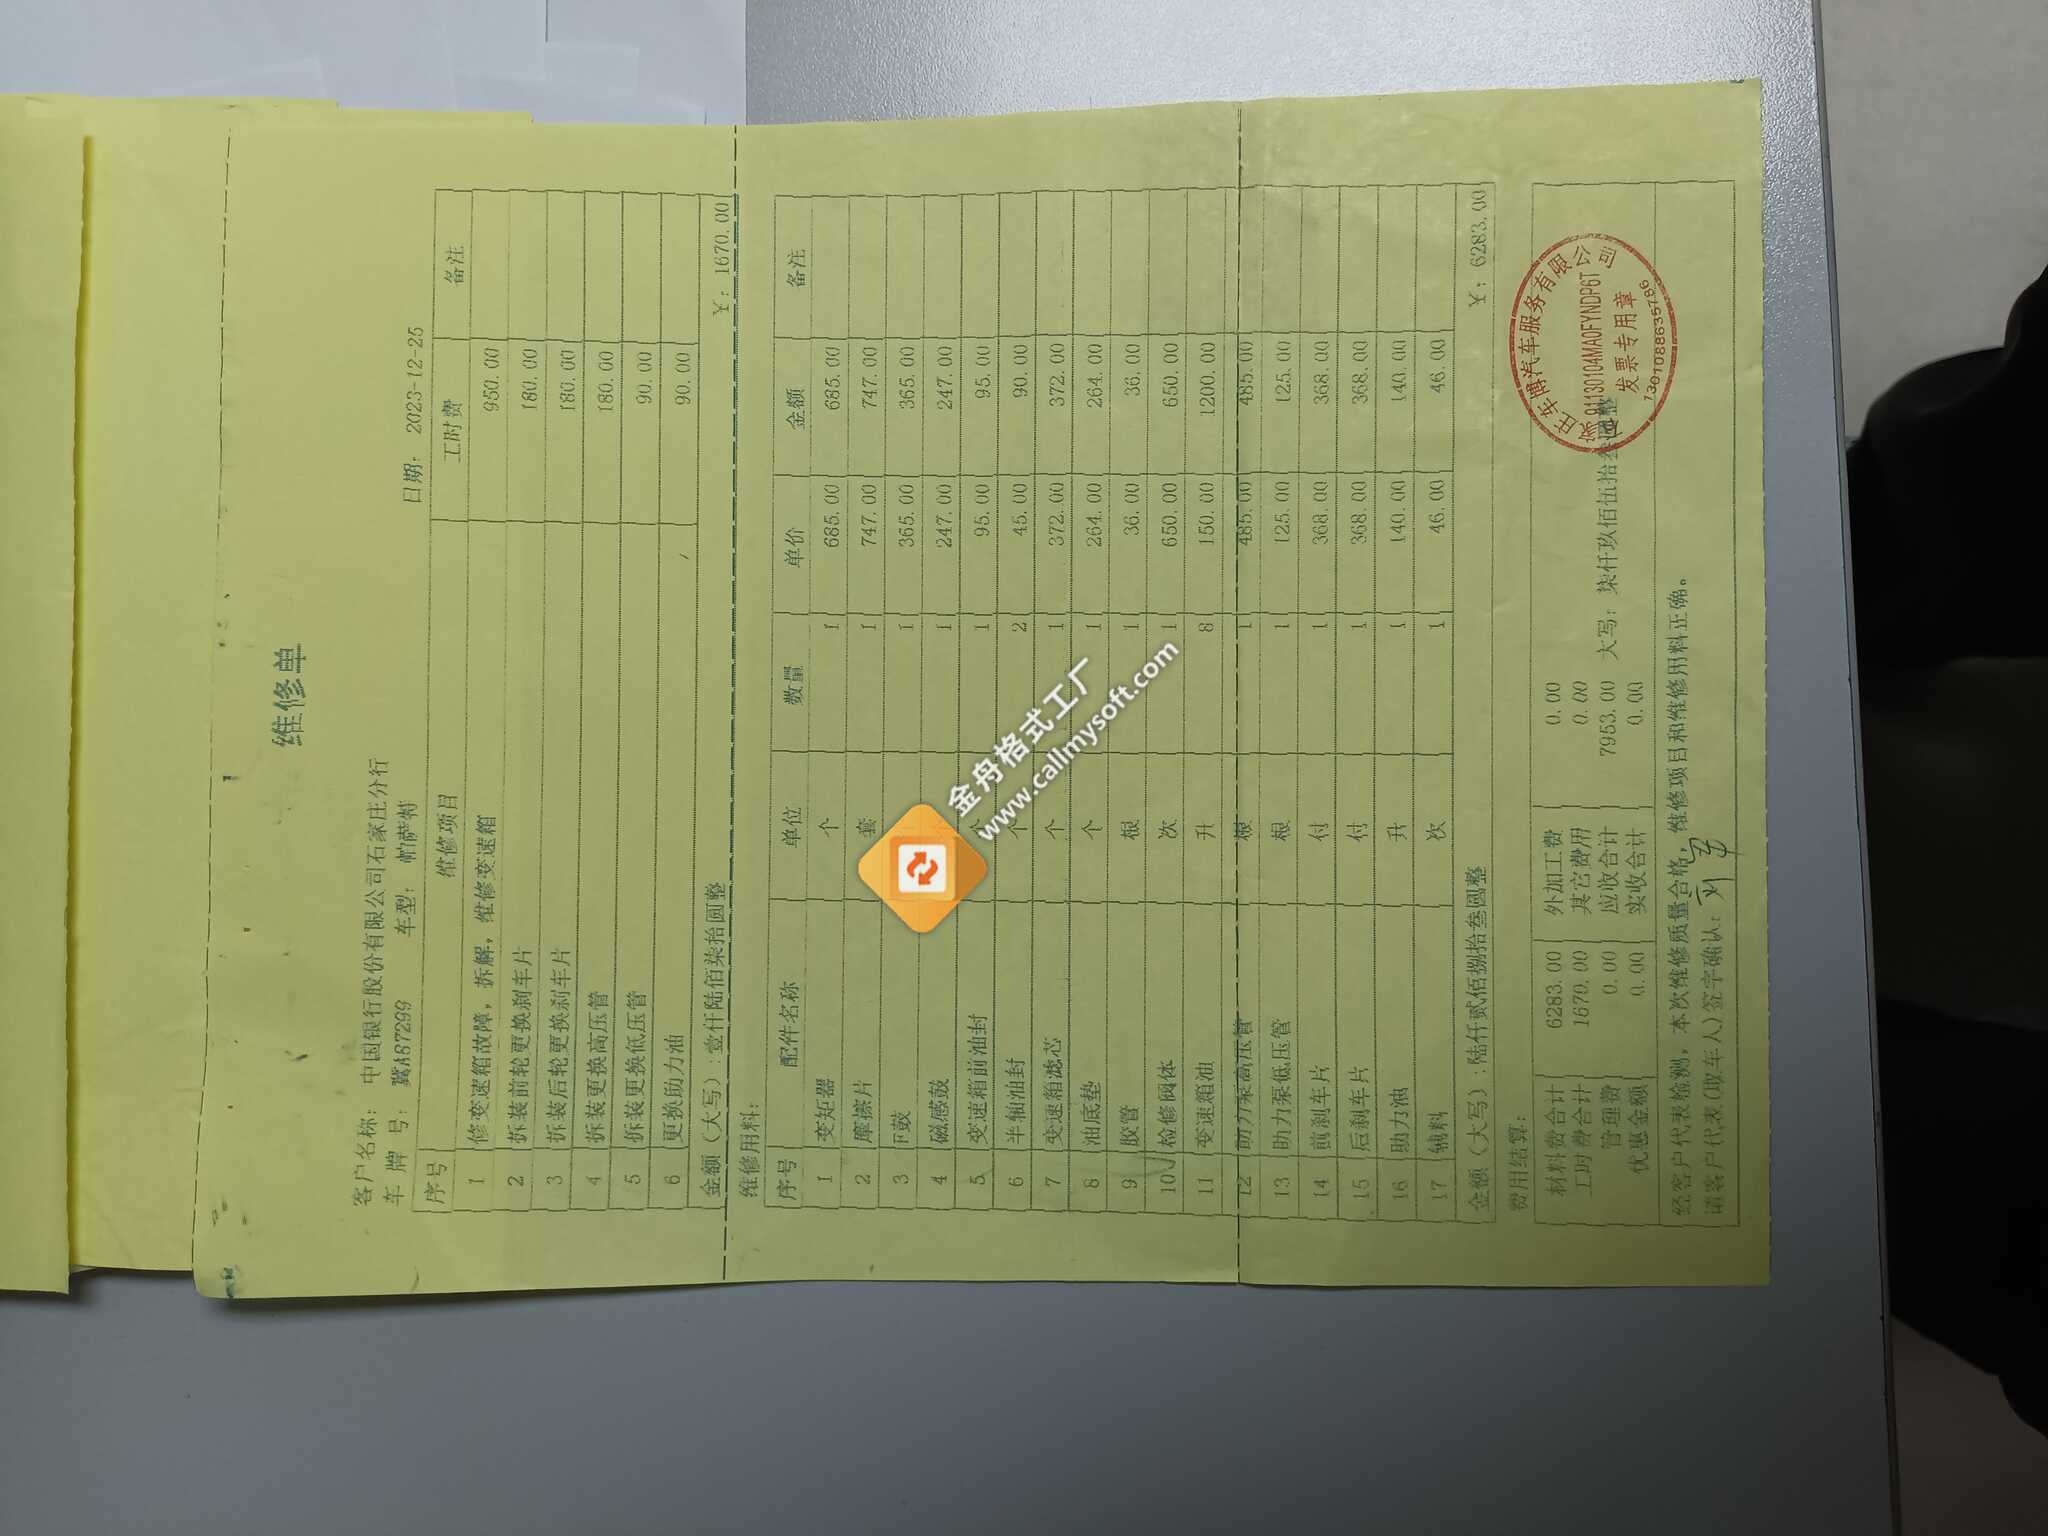 维修单
客户名称: 中国银行股份有限公司石家庄分行
车 牌 号: 冀A87299 车型: 帕萨特 日期: 2023-12-25
序号 维修项目 工时费 备注
1 修变速箱故障，拆解，维修变速箱 950.00
2 拆装前轮更换刹车片 180.00
3 拆装后轮更换刹车片 180.00
4 拆装更换高压管 180.00
5 拆装更换低压管 90.00
6 更换助力油 90.00
金额（大写）:壹仟陆佰柒拾圆整 ¥: 1670.00
维修用料:
序号 配件名称 单位 数量 单价 金额 备注
1 变矩器 个 1 685.00 685.00
2 摩擦片 套 1 747.00 747.00
3 E鼓 1 365.00 365.00
4 磁感鼓 1 247.00 247.00
5 变速箱前油封 个 1 95.00 95.00
6 半轴油封 个 2 45.00 90.00
7 变速箱滤芯 个 1 372.00 372.00
8 油底垫 个 1 264.00 264.00
9 胶管 根 1 36.00 36.00
10 检修阀体 次 1 650.00 650.00
11 变速箱油 升 8 150.00 1200.00
12 助力泵高压管 根 1 485.00 485.00
13 助力泵低压管 根 1 125.00 125.00
14 前刹车片 付 1 368.00 368.00
15 后刹车片 付 1 368.00 368.00
16 助力油 升 1 140.00 140.00
17 辅料 次 1 46.00 46.00
金额（大写）:陆仟贰佰捌拾叁圆整 ¥: 6283.00
费用结算:
材料费合计 6283.00 外加工费 0.00
工时费合计 1670.00 其它费用 0.00
管理费 0.00 应收合计 7953.00 大写: 柒仟玖佰伍拾叁圆整
优惠金额 0.00 实收合计 0.00
经客户代表检测，本次维修质量合格，维修项目和维修用料正确。
请客户代表(取车人)签字确认:
庄车博汽车服务有限公司
91130104MA0FYNDP6T
发票专用章
1301088635786
金舟格式工厂
www.callmysoft.com